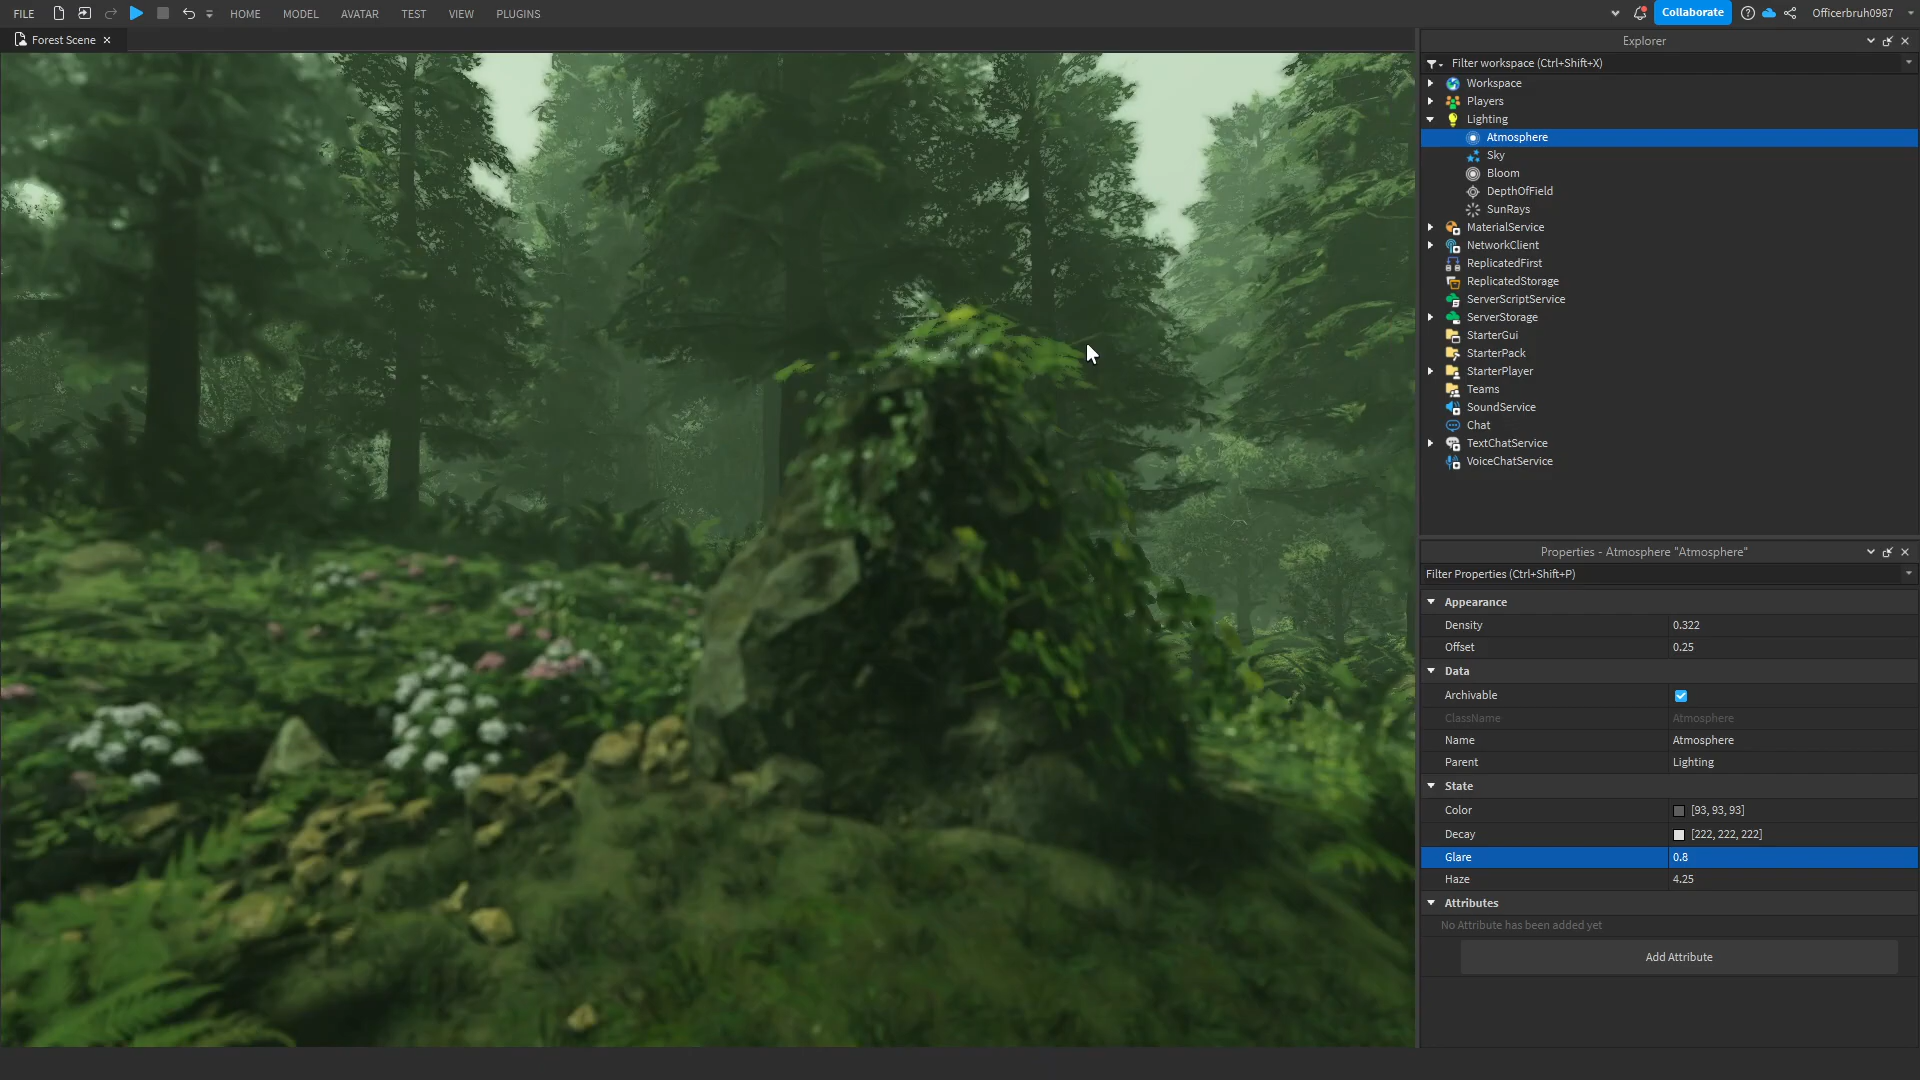 FILE
HOME
MODEL
AVATAR
TEST
VIEW
PLUGINS
Collaborate
Officerbruh0987
Forest Scene
Explorer
Filter workspace (Ctrl+Shift+X)
Workspace
Players
Lighting
Atmosphere
Sky
Bloom
DepthOfField
SunRays
MaterialService
NetworkClient
ReplicatedFirst
ReplicatedStorage
ServerScriptService
ServerStorage
StarterGui
StarterPack
StarterPlayer
Teams
SoundService
Chat
TextChatService
VoiceChatService
Properties - Atmosphere "Atmosphere"
Filter Properties (Ctrl+Shift+P)
Appearance
Density 0.322
Offset 0.25
Data
Archivable
ClassName Atmosphere
Name Atmosphere
Parent Lighting
State
Color [93, 93, 93]
Decay [222, 222, 222]
Glare 0.8
Haze 4.25
Attributes
No Attribute has been added yet
Add Attribute